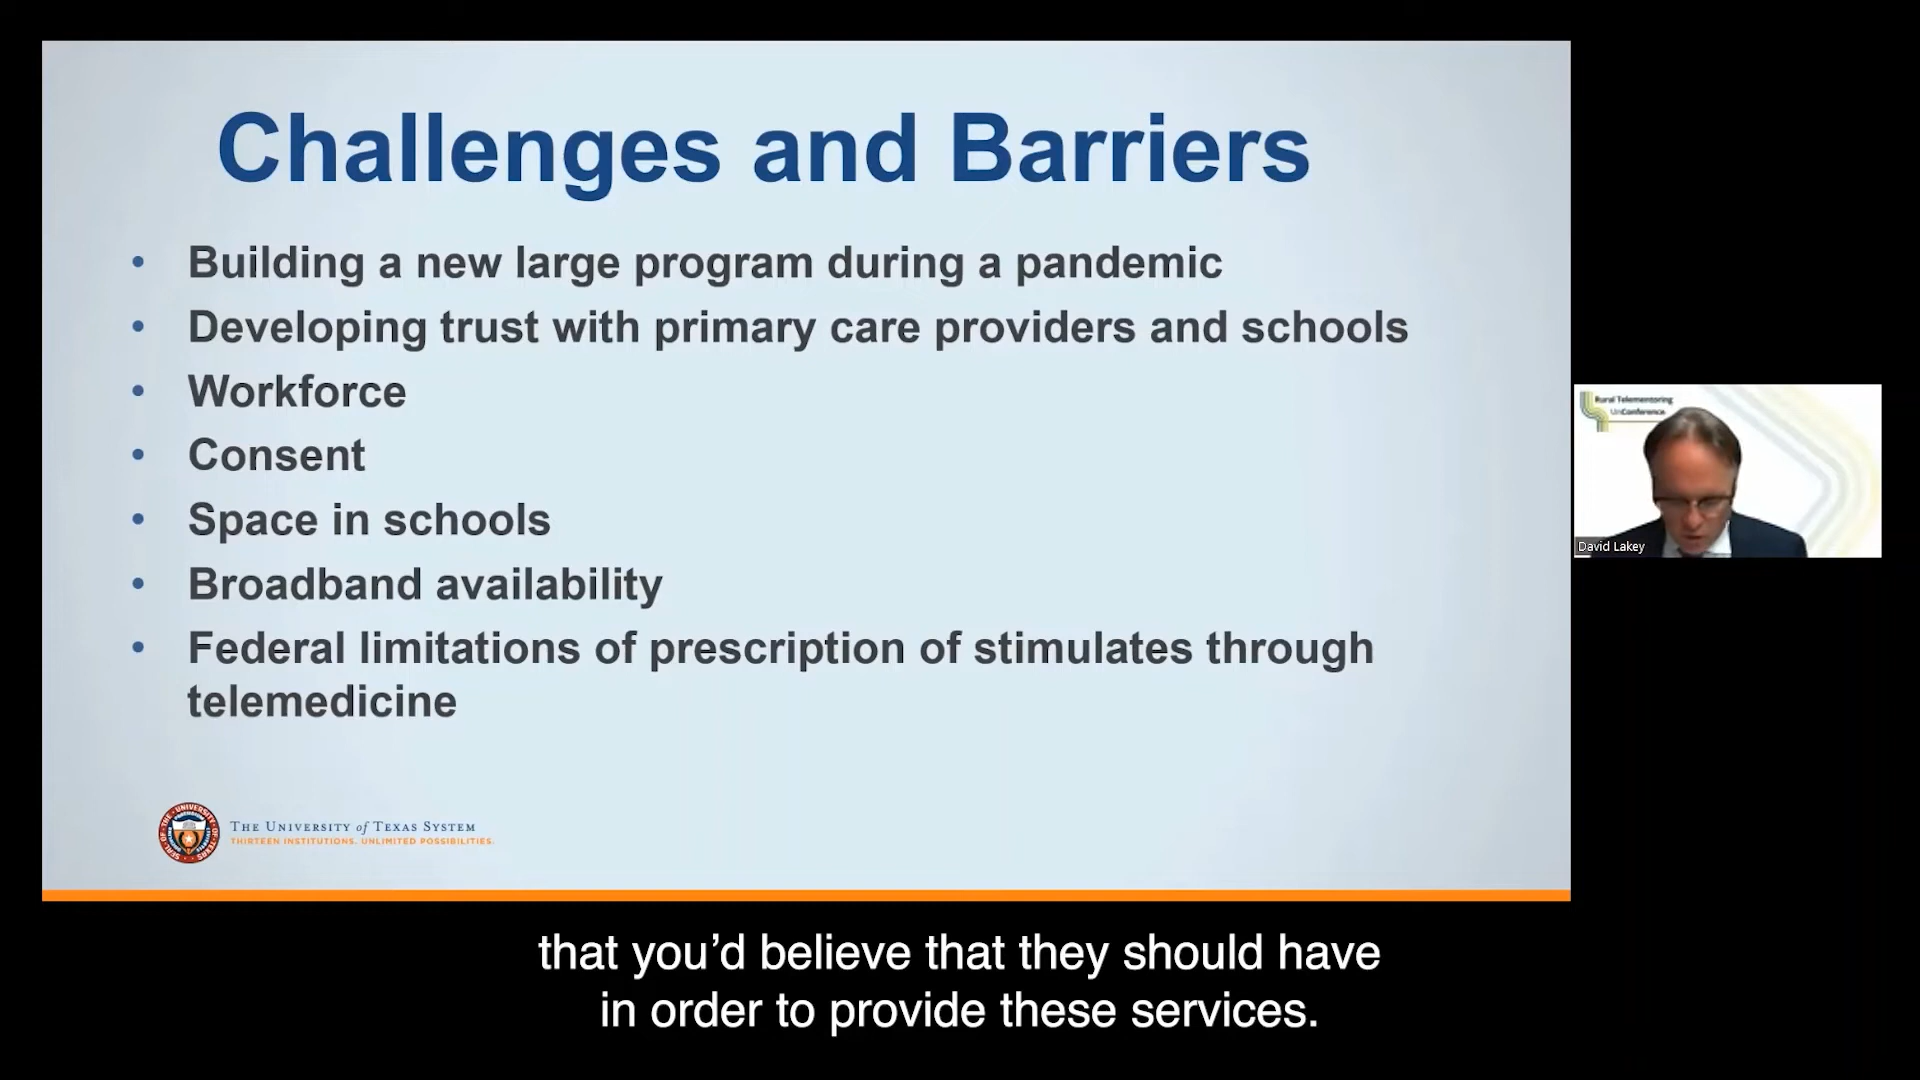 Challenges and Barriers
• Building a new large program during a pandemic
• Developing trust with primary care providers and schools
• Workforce
• Consent
• Space in schools
• Broadband availability
• Federal limitations of prescription of stimulates through
telemedicine
THE UNIVERSITY of TEXAS SYSTEM
THIRTEEN INSTITUTIONS. UNLIMITED POSSIBILITIES.
Rural Telementoring
UnConference
David Lakey
that you’d believe that they should have
in order to provide these services.